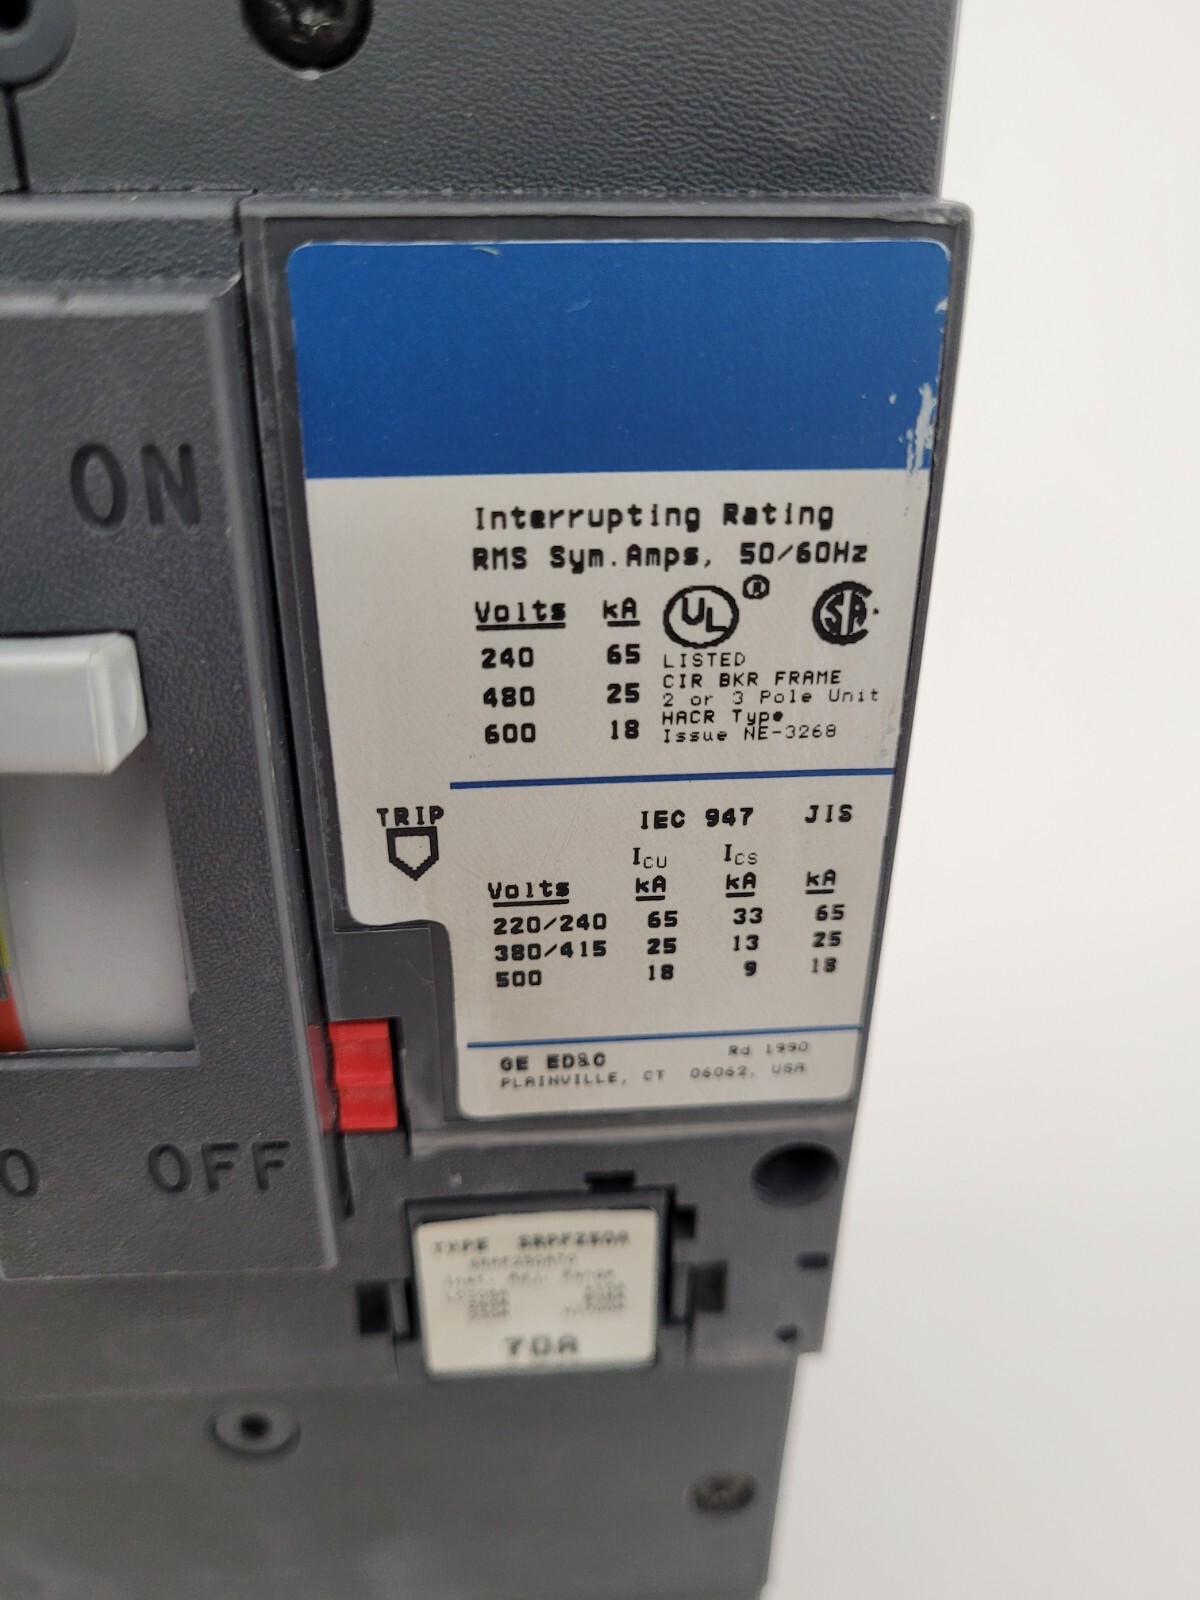 ON
Interrupting Rating
RMS Sym.Amps, 50/60Hz
Volts kA UL ® SA
240 65 LISTED
CIR BKR FRAME
480 25 2 or 3 Pole Unit
HACR Type
600 18 Issue NE-3268
TRIP
IEC 947 JIS
ICU ICS
Volts kA kA kA
220/240 65 33 65
380/415 25 13 25
500 18 9 18
GE ED&C Rd 1990
PLAINVILLE, CT 06062, USA
O OFF
TYPE
70A